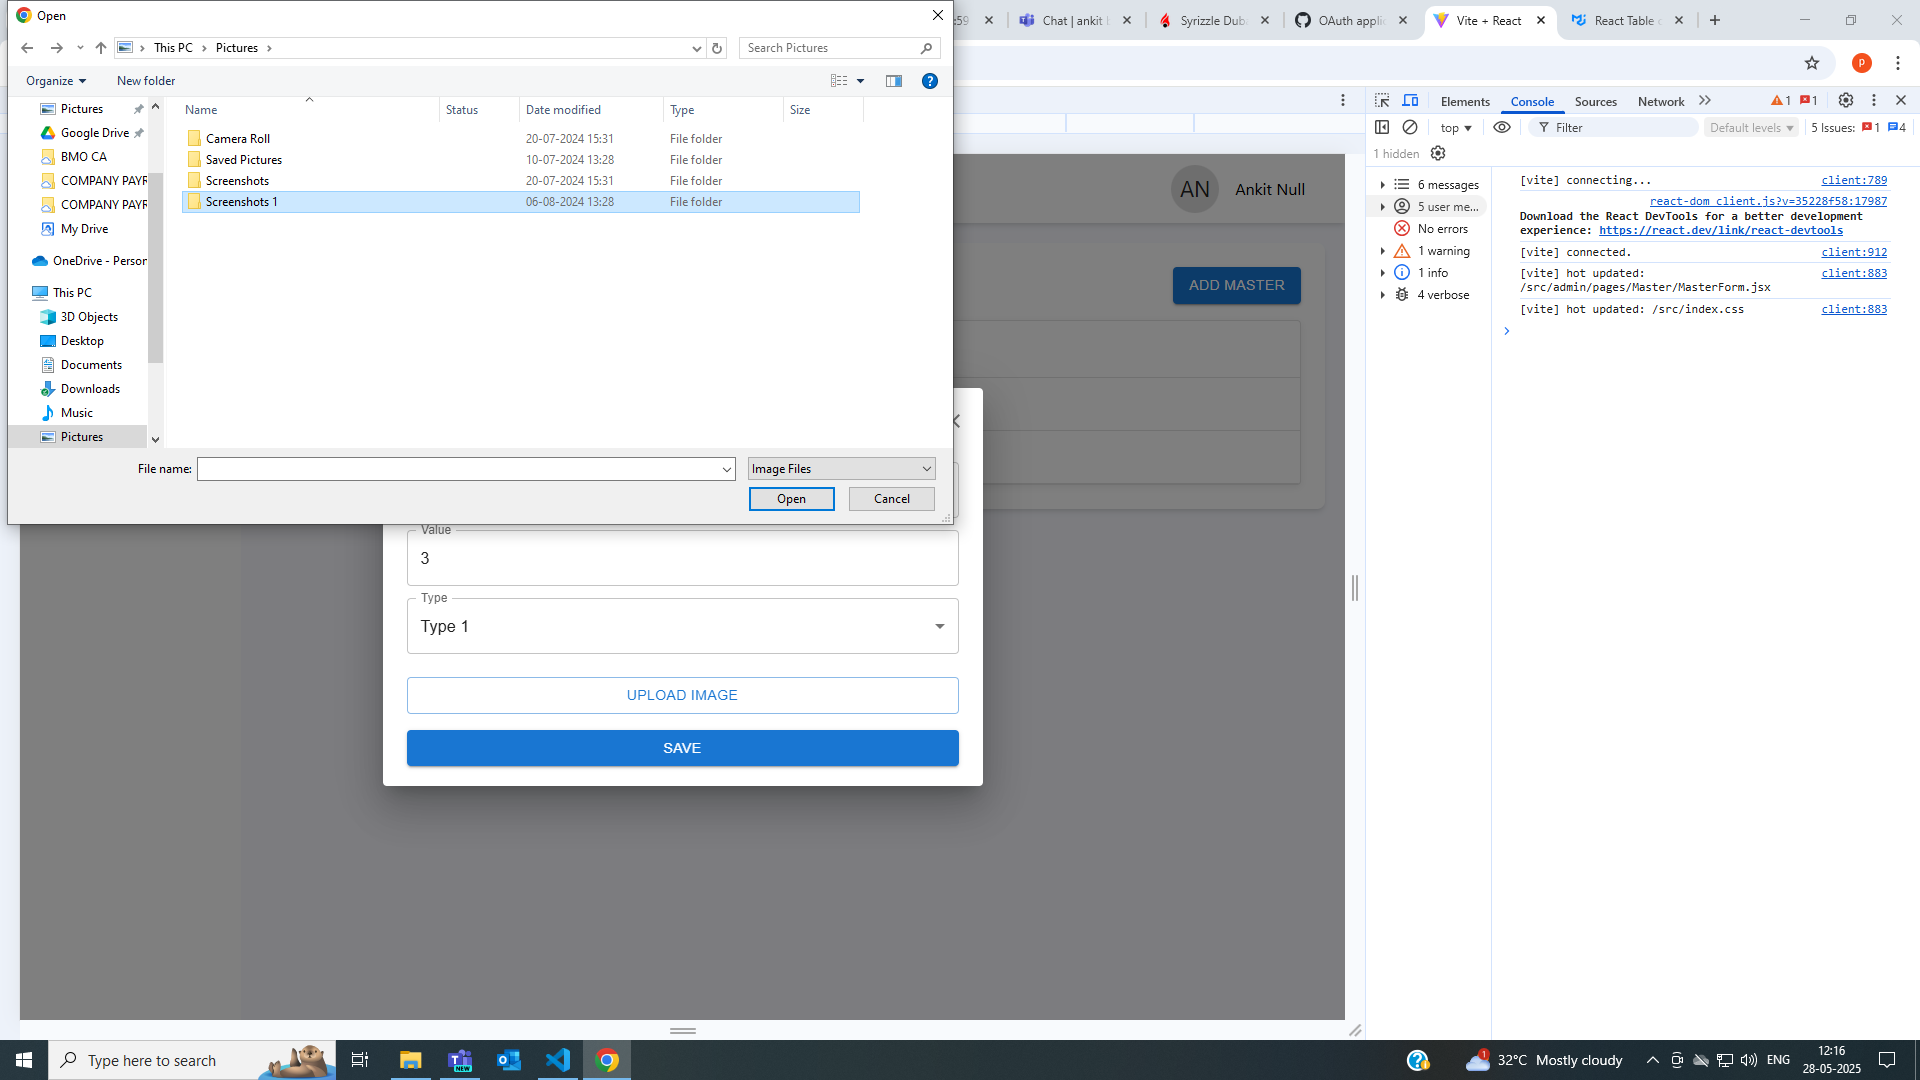 Open
:59
Chat | ankit
Syrizzle Dub
OAuth applic
Vite + React
React Table
This PC
Pictures
Search Pictures
P
Organize
New folder
Elements
Console
Sources
Network
1
1
top
Filter
Default levels
5 Issues:
1
4
1 hidden
Pictures
Google Drive
BMO CA
COMPANY PAYR
COMPANY PAYR
My Drive
OneDrive - Person
This PC
3D Objects
Desktop
Documents
Downloads
Music
Pictures
Name
Status
Date modified
Type
Size
Camera Roll
20-07-2024 15:31
File folder
Saved Pictures
10-07-2024 13:28
File folder
Screenshots
20-07-2024 15:31
File folder
Screenshots 1
06-08-2024 13:28
File folder
File name:
Image Files
Open
Cancel
AN
Ankit Null
ADD MASTER
Value
3
Type
Type 1
UPLOAD IMAGE
SAVE
6 messages
5 user me...
No errors
1 warning
1 info
4 verbose
[vite] connecting...
client:789
react-dom_client.js?v=35228f58:17987
Download the React DevTools for a better development
experience: https://react.dev/link/react-devtools
[vite] connected.
client:912
[vite] hot updated:
client:883
/src/admin/pages/Master/MasterForm.jsx
[vite] hot updated: /src/index.css
client:883
Type here to search
NEW
1
32°C Mostly cloudy
ENG
12:16
28-05-2025